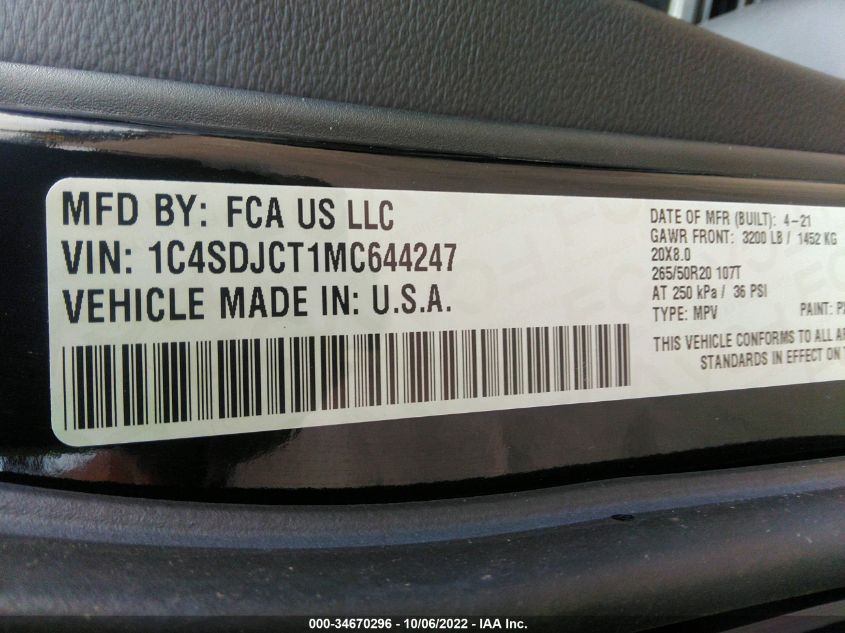 MFD BY: FCA US LLC
VIN: 1C4SDJCT1MC644247
VEHICLE MADE IN: U.S.A.
DATE OF MFR (BUILT): 4-21
GAWR FRONT: 3200 LB / 1452 KG
20X8.0
265/50R20 107T
AT 250 kPa / 36 PSI
TYPE: MPV PAINT:
THIS VEHICLE CONFORMS TO ALL
STANDARDS IN EFFECT ON
000-34670296 - 10/06/2022 - IAA Inc.